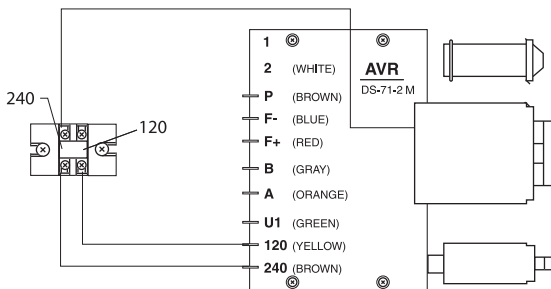 240
120
1
2 (WHITE)
P (BROWN)
F- (BLUE)
F+ (RED)
B (GRAY)
A (ORANGE)
U1 (GREEN)
120 (YELLOW)
240 (BROWN)
AVR
DS-71-2 M